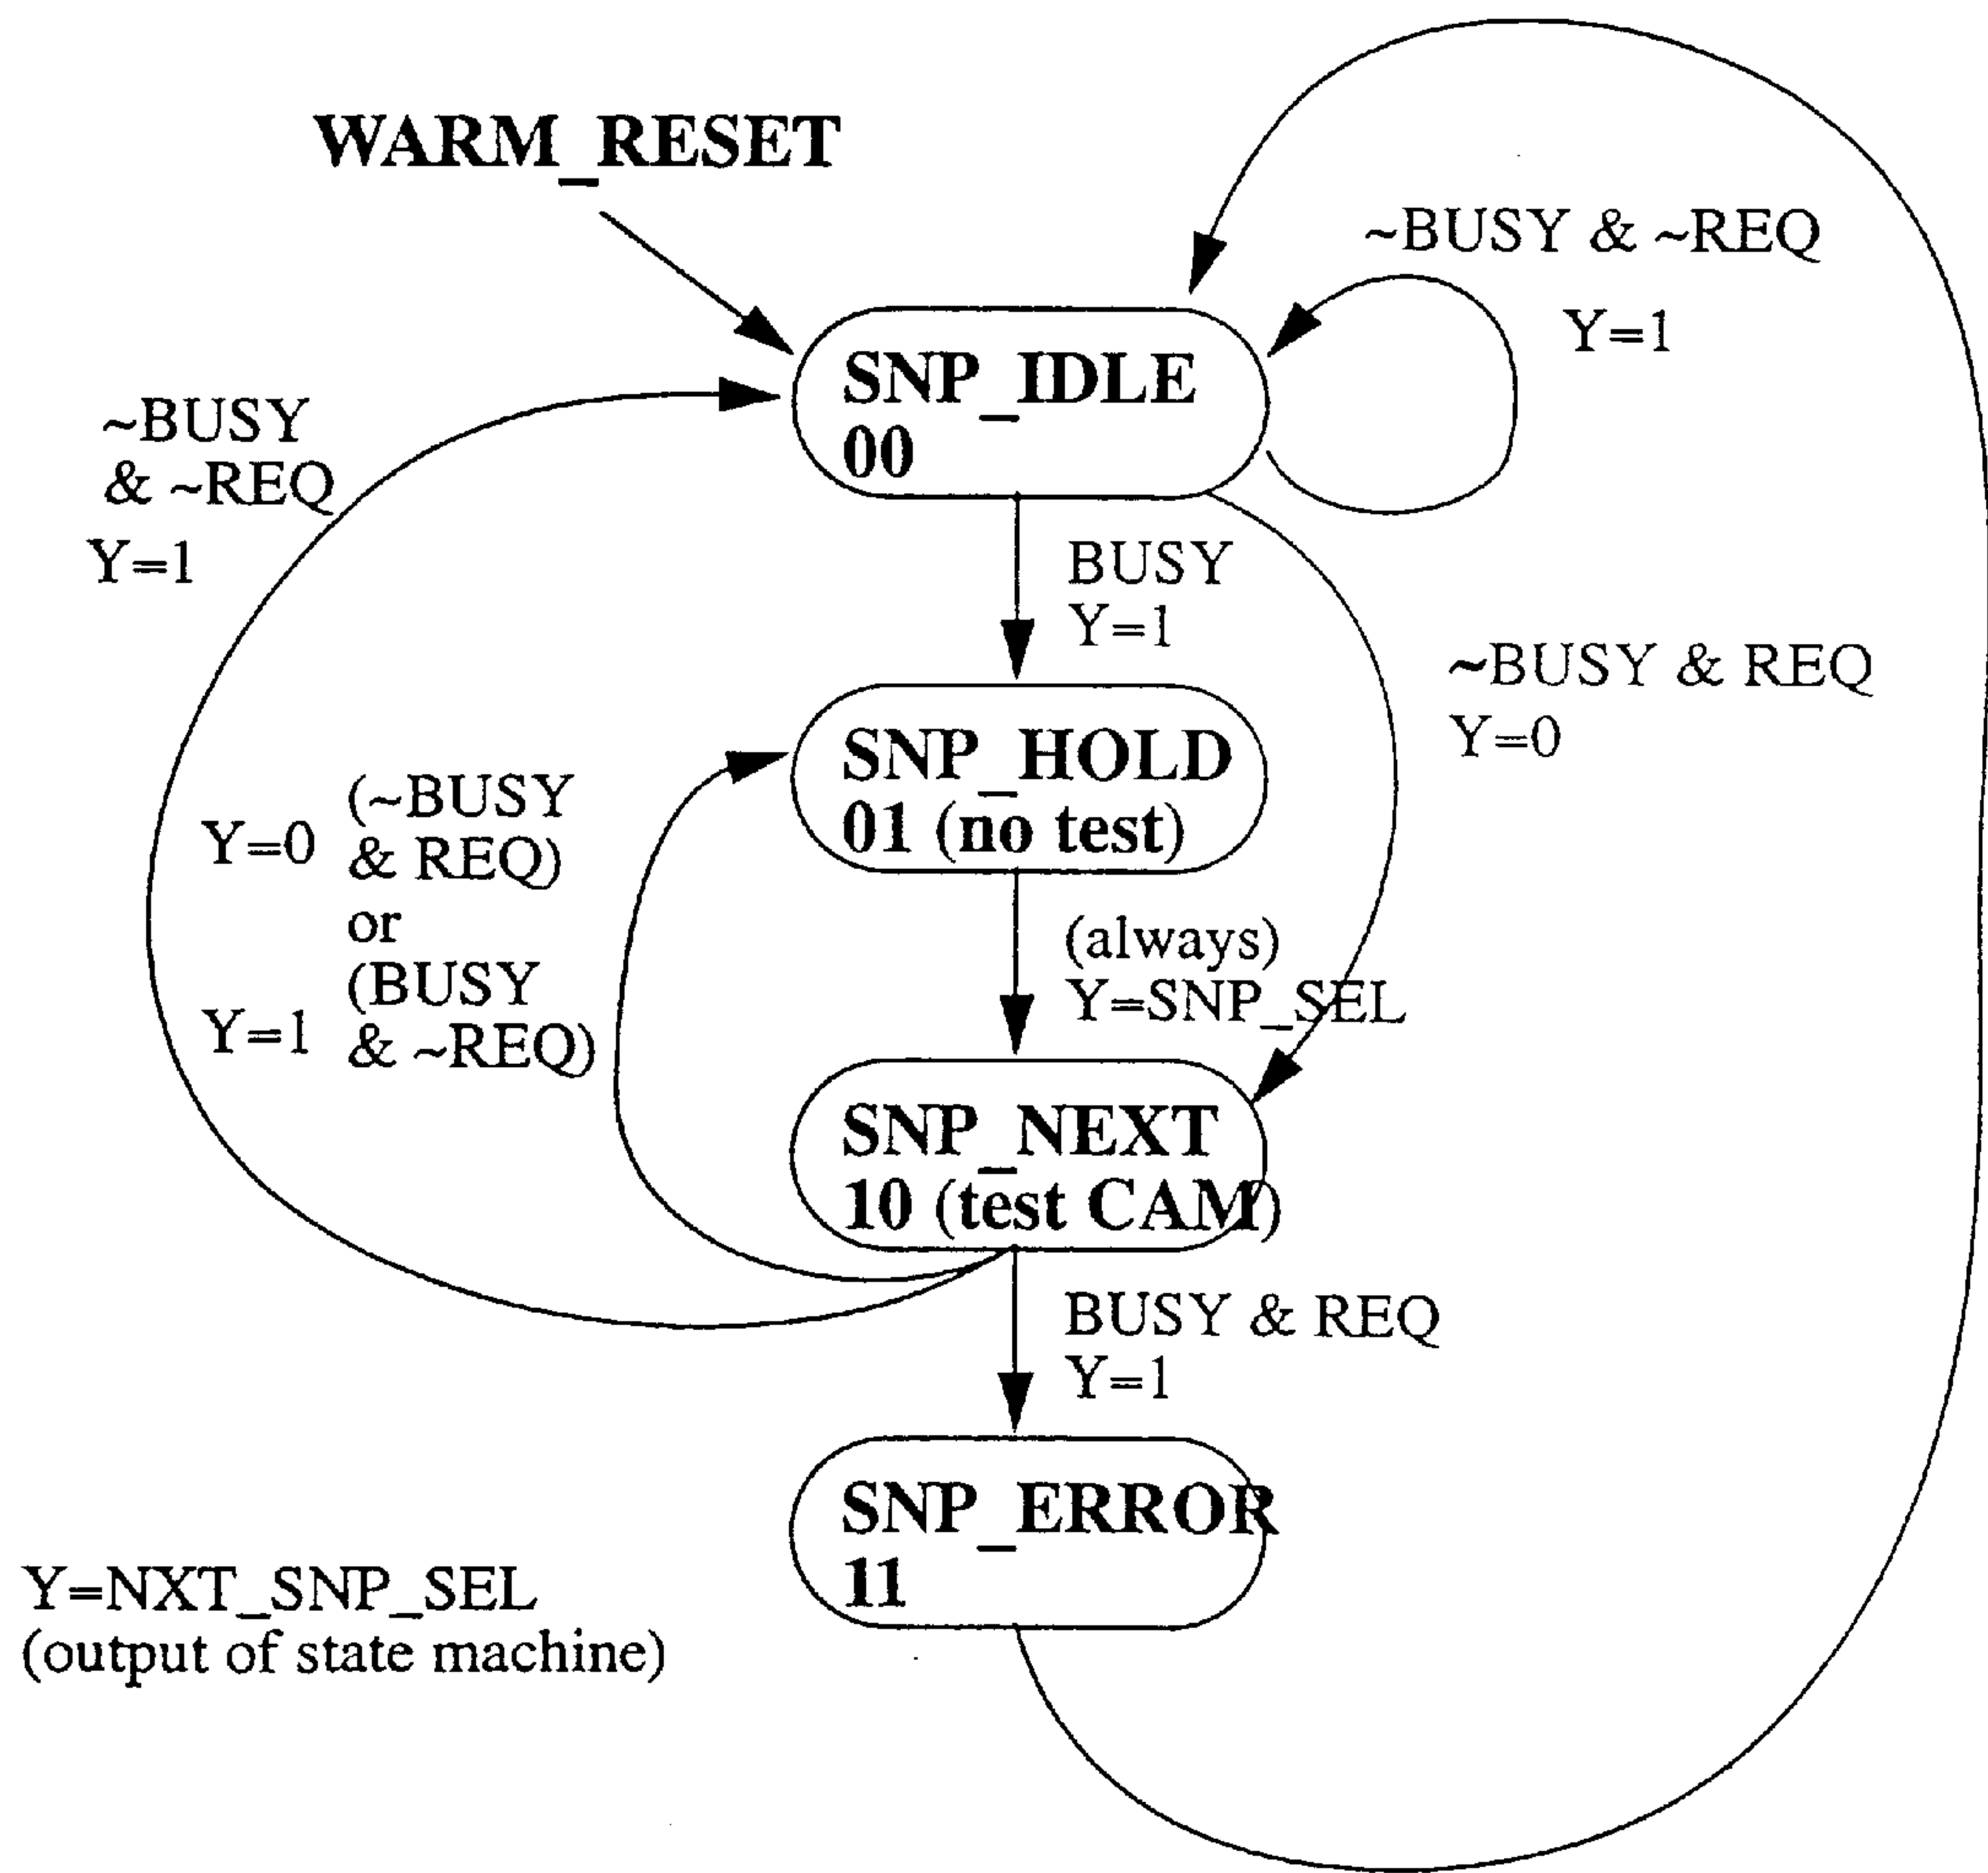 WARM_RESET
~BUSY & ~REQ
Y=1
SNP_IDLE
00
~BUSY
& ~REQ
Y=1
BUSY
Y=1
~BUSY & REQ
Y=0
SNP_HOLD
01 (no test)
Y=0 (~BUSY
& REQ)
or
Y=1 (BUSY
& ~REQ)
(always)
Y=SNP_SEL
SNP_NEXT
10 (test CAM)
BUSY & REQ
Y=1
SNP_ERROR
11
Y=NXT_SNP_SEL
(output of state machine)